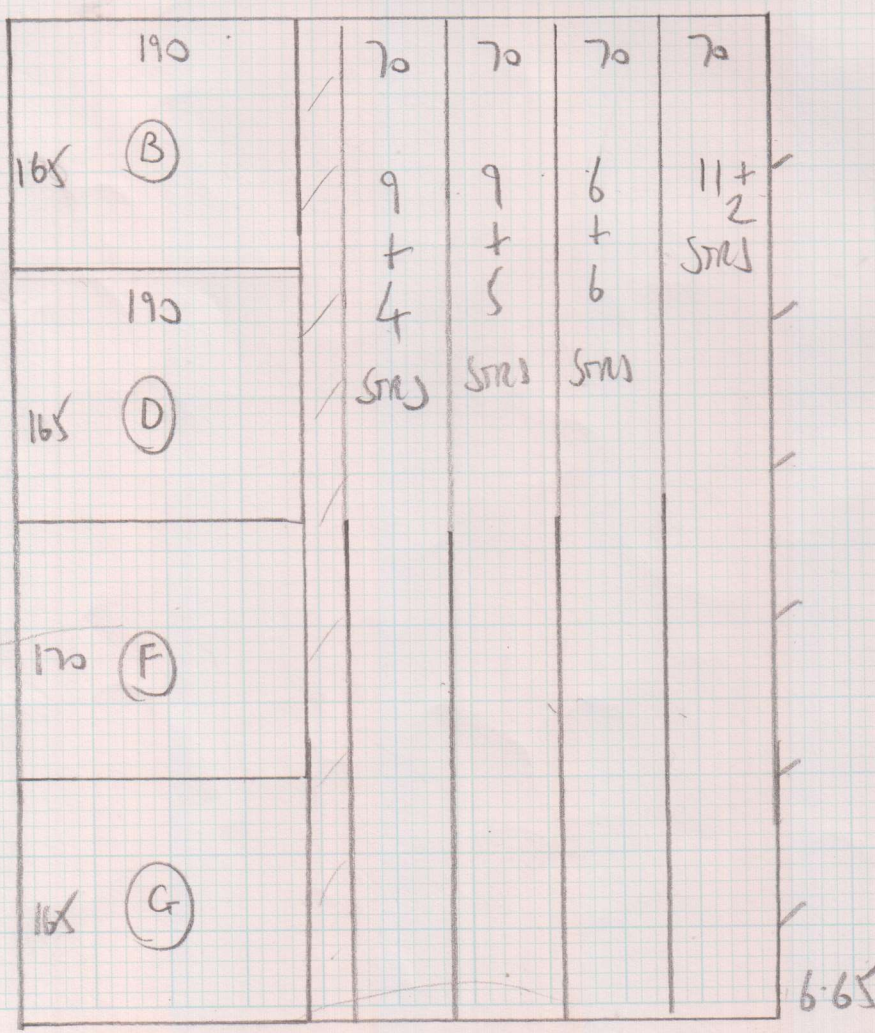 190 70 70 70 70
165 B
9 + 4 STRS
9 + 5 STRS
6 + 6 STRS
11 + 2 STRS
190
165 D
170 F
165 G
6.65